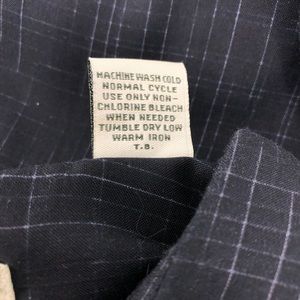 MACHINE WASH COLD
NORMAL CYCLE
USE ONLY NON-
CHLORINE BLEACH
WHEN NEEDED
TUMBLE DRY LOW
WARM IRON
T.B.